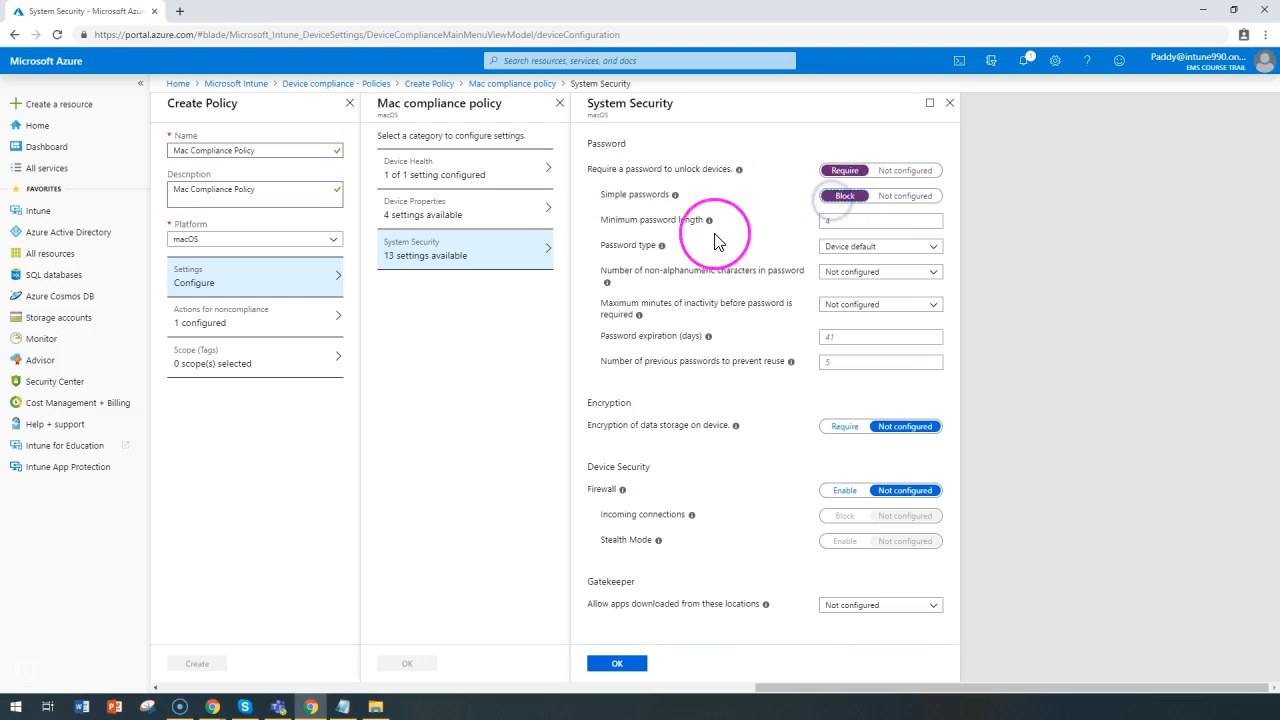 System Security - Microsoft Azu
https://portal.azure.com/#blade/Microsoft_Intune_DeviceSettings/DeviceComplianceMainMenuViewModel/deviceConfiguration
Microsoft Azure
Search resources, services, and docs
1
Paddy@intune990.on...
EMS COURSE TRAIL
Home > Microsoft Intune > Device compliance - Policies > Create Policy > Mac compliance policy > System Security
Create a resource
Home
Dashboard
All services
FAVORITES
Intune
Azure Active Directory
All resources
SQL databases
Azure Cosmos DB
Storage accounts
Monitor
Advisor
Security Center
Cost Management + Billing
Help + support
Intune for Education
Intune App Protection
Create Policy
* Name
Mac Compliance Policy
Description
Mac Compliance Policy
* Platform
macOS
Settings
Configure
Actions for noncompliance
1 configured
Scope (Tags)
0 scope(s) selected
Create
Mac compliance policy
macOS
Select a category to configure settings.
Device Health
1 of 1 setting configured
Device Properties
4 settings available
System Security
13 settings available
OK
System Security
macOS
Password
Require a password to unlock devices. Require Not configured
Simple passwords Block Not configured
Minimum password length 4
Password type Device default
Number of non-alphanumeric characters in password Not configured
Maximum minutes of inactivity before password is
required Not configured
Password expiration (days) 41
Number of previous passwords to prevent reuse 5
Encryption
Encryption of data storage on device. Require Not configured
Device Security
Firewall Enable Not configured
Incoming connections Block Not configured
Stealth Mode Enable Not configured
Gatekeeper
Allow apps downloaded from these locations Not configured
OK